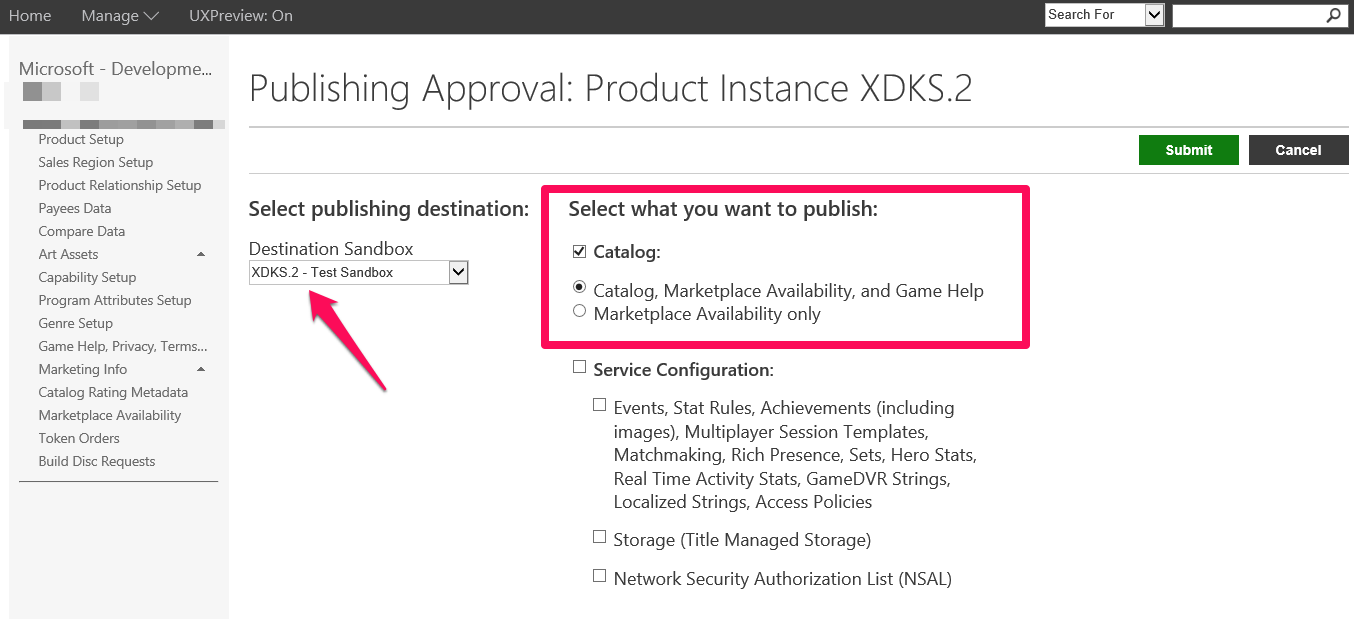 Home
Manage
UXPreview: On
Search For
Microsoft - Developme...
Product Setup
Sales Region Setup
Product Relationship Setup
Payees Data
Compare Data
Art Assets
Capability Setup
Program Attributes Setup
Genre Setup
Game Help, Privacy, Terms...
Marketing Info
Catalog Rating Metadata
Marketplace Availability
Token Orders
Build Disc Requests
Publishing Approval: Product Instance XDKS.2
Submit
Cancel
Select publishing destination:
Destination Sandbox
XDKS.2 - Test Sandbox
Select what you want to publish:
Catalog:
Catalog, Marketplace Availability, and Game Help
Marketplace Availability only
Service Configuration:
Events, Stat Rules, Achievements (including
images), Multiplayer Session Templates,
Matchmaking, Rich Presence, Sets, Hero Stats,
Real Time Activity Stats, GameDVR Strings,
Localized Strings, Access Policies
Storage (Title Managed Storage)
Network Security Authorization List (NSAL)